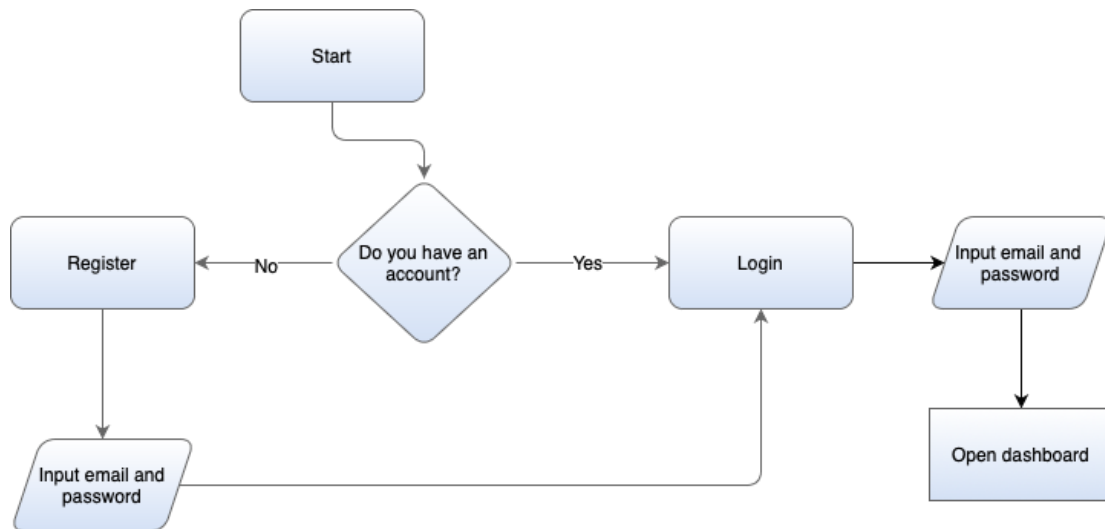 Start
Do you have an
account?
Register
No
Yes
Login
Input email and
password
Input email and
password
Open dashboard